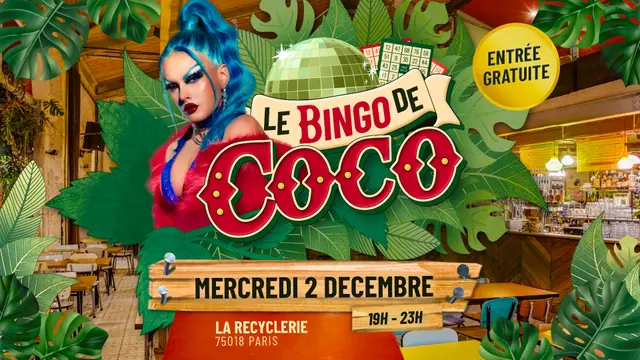 ENTRÉE
GRATUITE
LE BINGO DE
COCO
MERCREDI 2 DECEMBRE
19H - 23H
LA RECYCLERIE
75018 PARIS